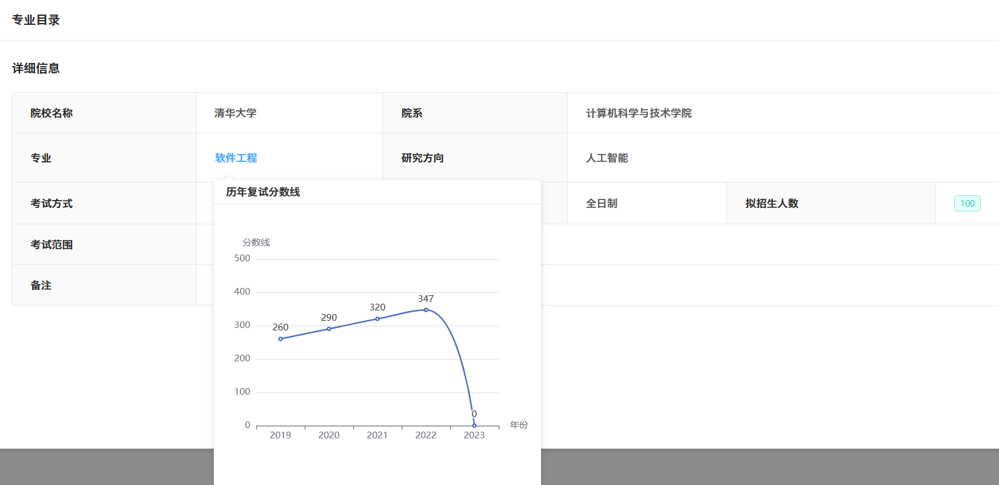 专业目录
详细信息
院校名称 清华大学 院系 计算机科学与技术学院
专业 软件工程 研究方向 人工智能
考试方式 全日制 拟招生人数 100
考试范围
备注
历年复试分数线
分数线
500
400
300
200
100
0
260 290 320 347 0
2019 2020 2021 2022 2023
年份